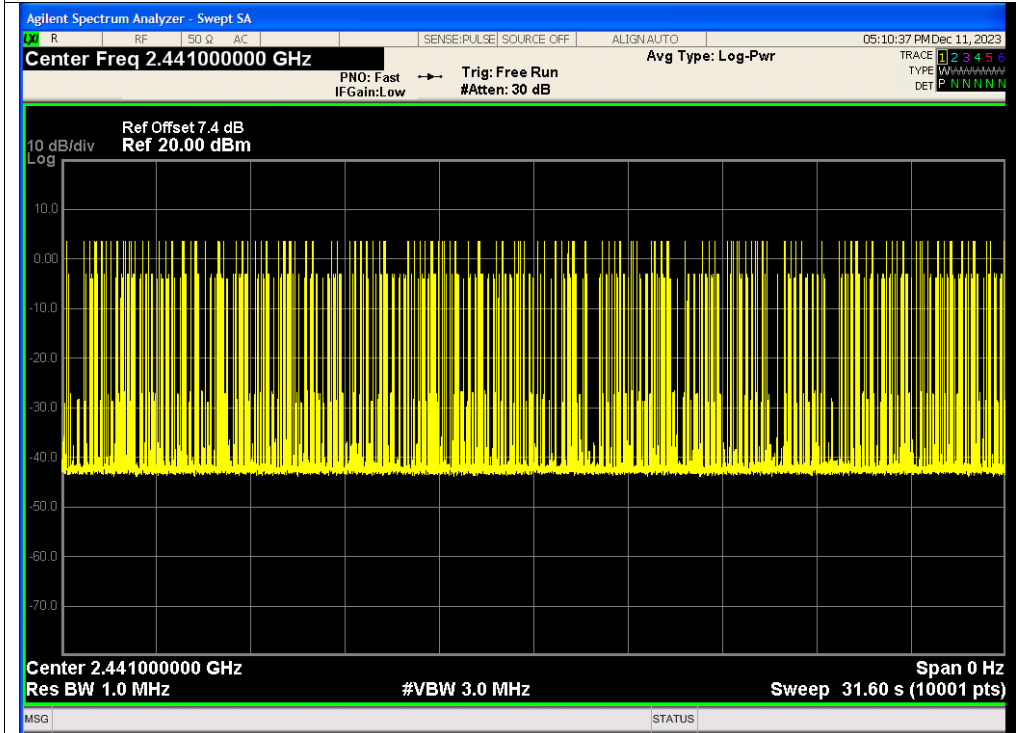 Agilent Spectrum Analyzer - Swept SA
LXI R RF 50 Ω AC SENSE:PULSE SOURCE OFF ALIGN AUTO 05:10:37 PM Dec 11, 2023
Center Freq 2.441000000 GHz
PNO: Fast
IFGain:Low
Trig: Free Run
#Atten: 30 dB
Avg Type: Log-Pwr
TRACE 1 2 3 4 5 6
TYPE WWWWWWW
DET P N N N N N
Ref Offset 7.4 dB
10 dB/div Ref 20.00 dBm
Log
10.0
0.00
-10.0
-20.0
-30.0
-40.0
-50.0
-60.0
-70.0
Center 2.441000000 GHz Span 0 Hz
Res BW 1.0 MHz #VBW 3.0 MHz Sweep 31.60 s (10001 pts)
MSG STATUS